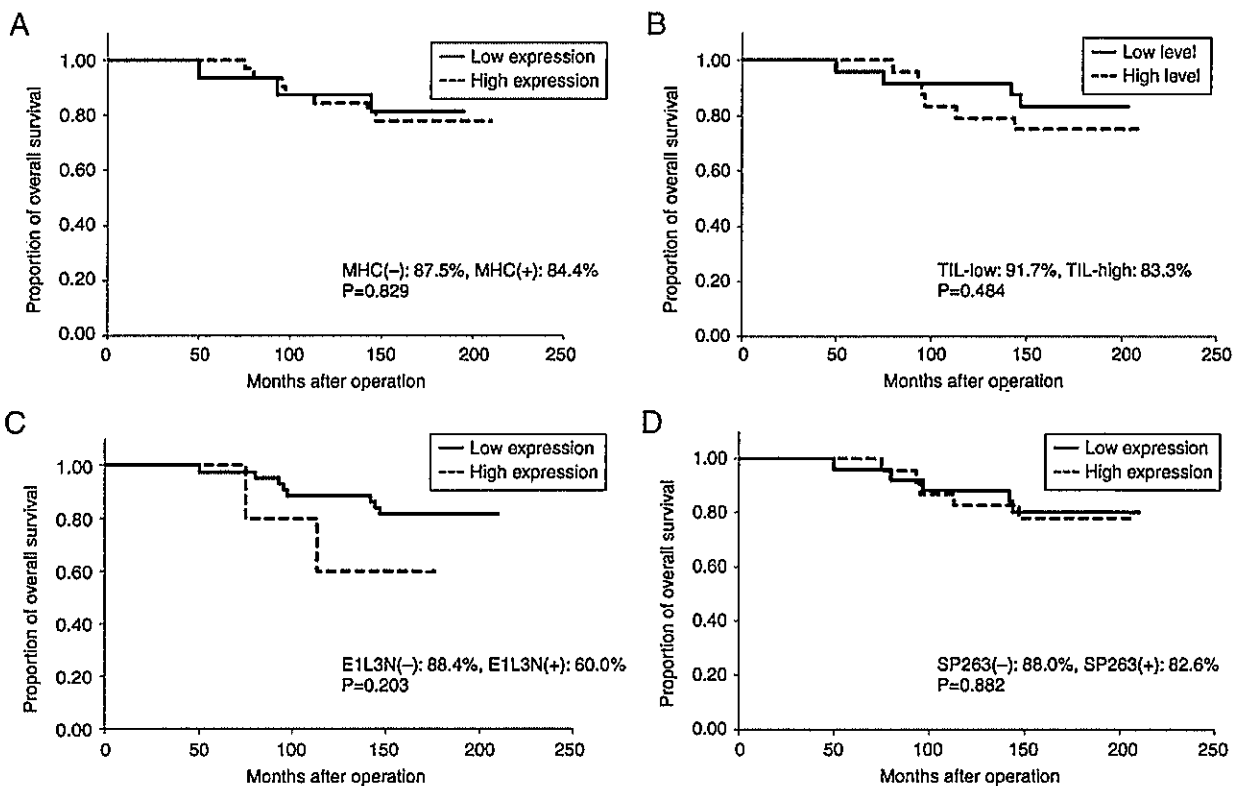 A
Low expression
High expression
1.00
0.80
0.60
0.40
0.20
0.00
Proportion of overall survival
MHC(–): 87.5%, MHC(+): 84.4%
P=0.829
0 50 100 150 200 250
Months after operation
B
Low level
High level
1.00
0.80
0.60
0.40
0.20
0.00
Proportion of overall survival
TIL-low: 91.7%, TIL-high: 83.3%
P=0.484
0 50 100 150 200 250
Months after operation
C
Low expression
High expression
1.00
0.80
0.60
0.40
0.20
0.00
Proportion of overall survival
E1L3N(–): 88.4%, E1L3N(+): 60.0%
P=0.203
0 50 100 150 200 250
Months after operation
D
Low expression
High expression
1.00
0.80
0.60
0.40
0.20
0.00
Proportion of overall survival
SP263(–): 88.0%, SP263(+): 82.6%
P=0.882
0 50 100 150 200 250
Months after operation